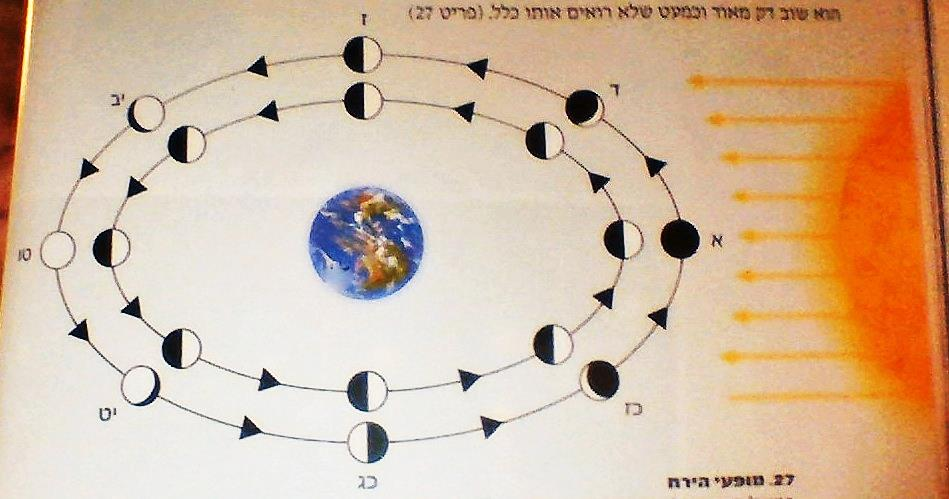 הוא שוב דק מאוד וכמעט שלא רואים אותו כלל. (פריט 27)
ז
ד
יב
א
טו
כז
יט
כג
27. מופעי הירח